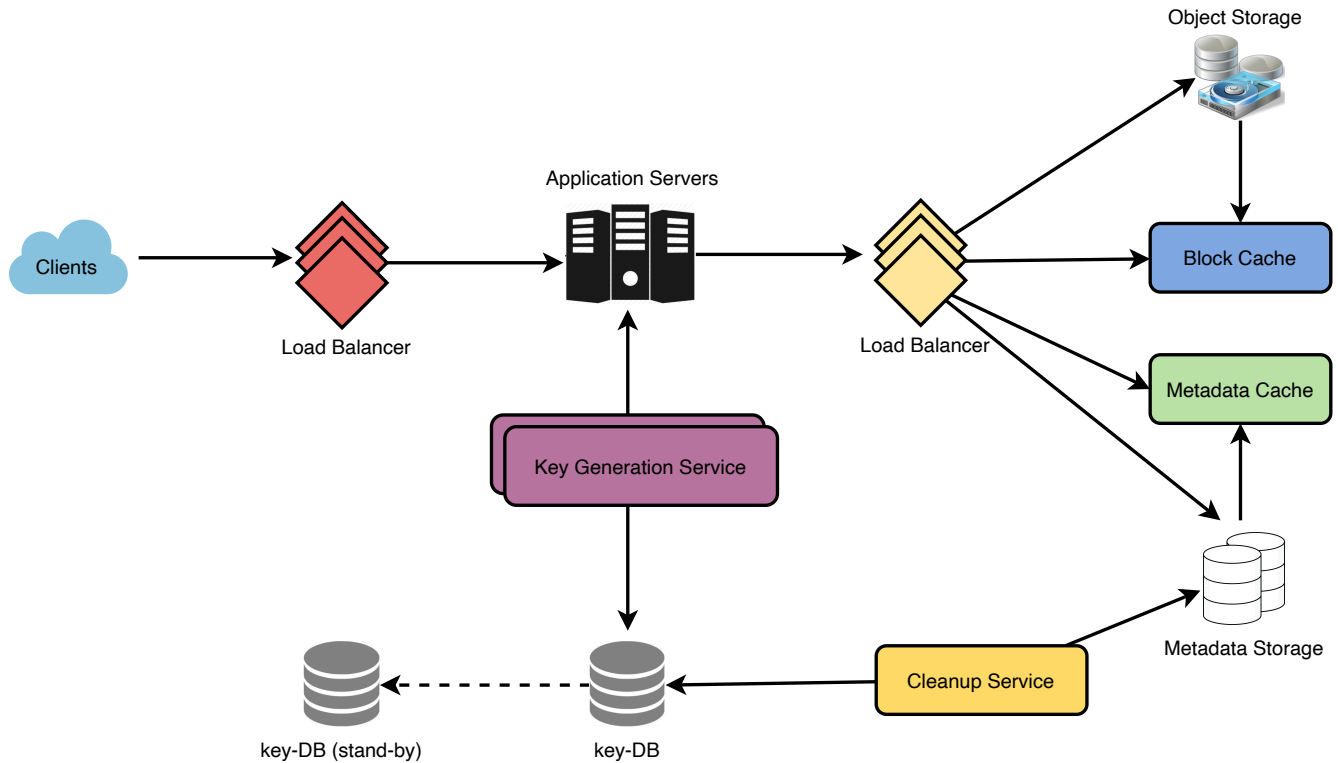 Object Storage
Application Servers
Clients
Block Cache
Load Balancer
Load Balancer
Metadata Cache
Key Generation Service
Metadata Storage
Cleanup Service
key-DB (stand-by)
key-DB